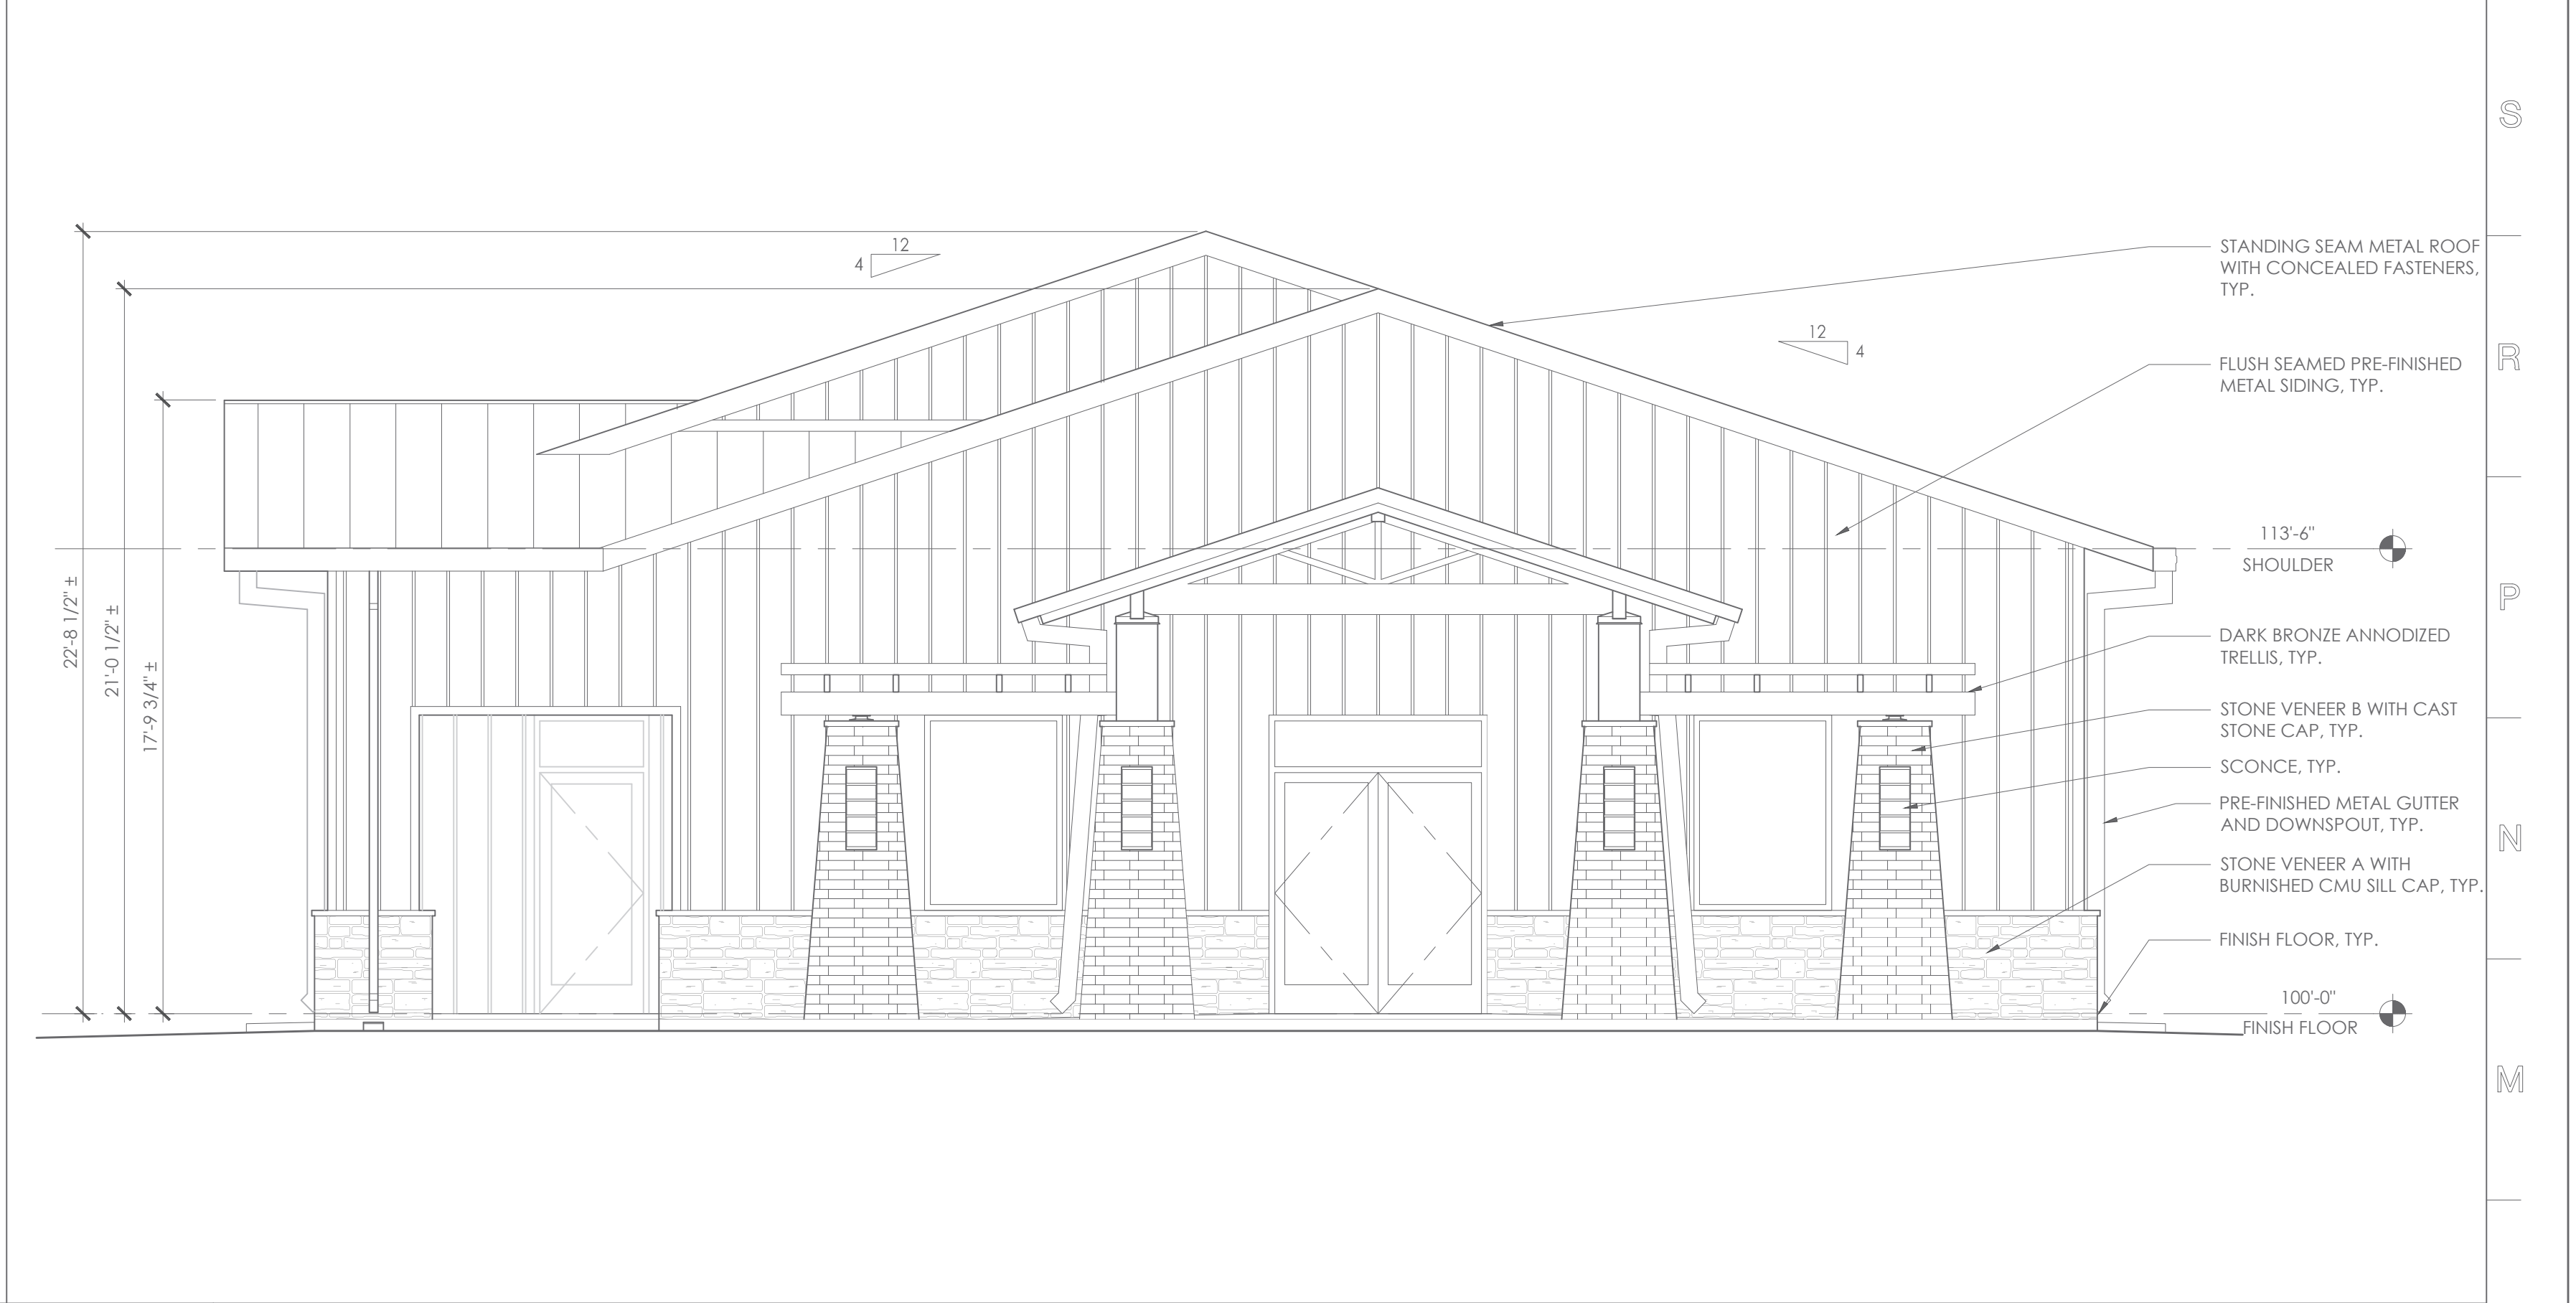 S
12
4
STANDING SEAM METAL ROOF
WITH CONCEALED FASTENERS,
TYP.
12
4
R
FLUSH SEAMED PRE-FINISHED
METAL SIDING, TYP.
113'-6"
SHOULDER
22'-8 1/2" ±
21'-0 1/2" ±
17'-9 3/4" ±
P
DARK BRONZE ANNODIZED
TRELLIS, TYP.
STONE VENEER B WITH CAST
STONE CAP, TYP.
SCONCE, TYP.
PRE-FINISHED METAL GUTTER
AND DOWNSPOUT, TYP.
N
STONE VENEER A WITH
BURNISHED CMU SILL CAP, TYP.
FINISH FLOOR, TYP.
100'-0"
FINISH FLOOR
M